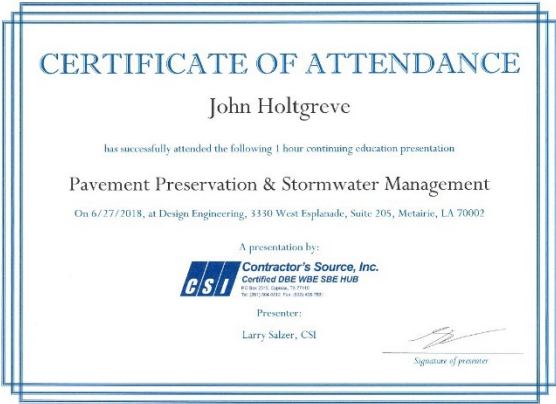 CERTIFICATE OF ATTENDANCE
John Holtgreve
has successfully attended the following 1 hour continuing education presentation
Pavement Preservation & Stormwater Management
On 6/27/2018, at Design Engineering, 3330 West Esplanade, Suite 205, Metairie, LA 70002
A presentation by:
CSI
Contractor's Source, Inc.
Certified DBE WBE SBE HUB
Presenter:
Larry Salzer, CSI
Signature of presenter